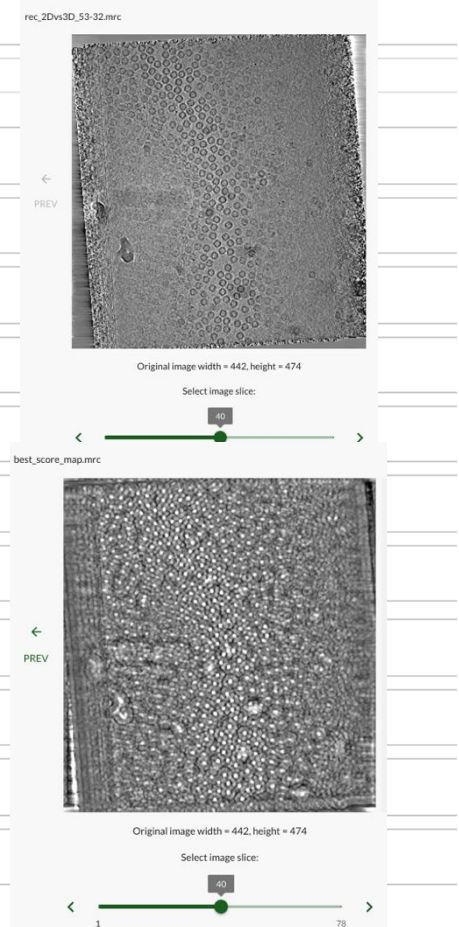 rec_2Dvs3D_53-32.mrc
←
PREV
Original image width = 442, height = 474
Select image slice:
40
best_score_map.mrc
←
PREV
Original image width = 442, height = 474
Select image slice:
40
1 78